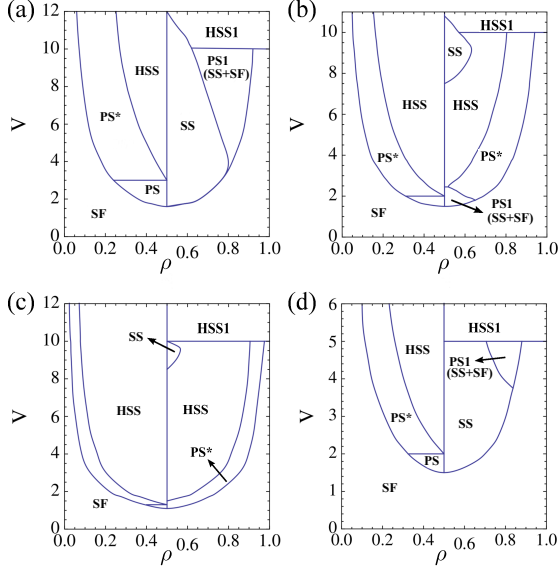 (a)
12
10
8
6
4
2
0
V
HSS1
PS1
(SS+SF)
HSS
PS*
SS
PS
SF
0.0 0.2 0.4 0.6 0.8 1.0
ρ
(b)
10
8
6
4
2
0
V
HSS1
SS
HSS
HSS
PS*
PS*
PS
PS1
(SS+SF)
SF
0.0 0.2 0.4 0.6 0.8 1.0
ρ
(c)
12
10
8
6
4
2
0
V
HSS1
SS
HSS
HSS
PS*
SF
0.0 0.2 0.4 0.6 0.8 1.0
ρ
(d)
6
5
4
3
2
1
0
V
HSS1
HSS
PS1
(SS+SF)
PS*
SS
PS
SF
0.0 0.2 0.4 0.6 0.8 1.0
ρ